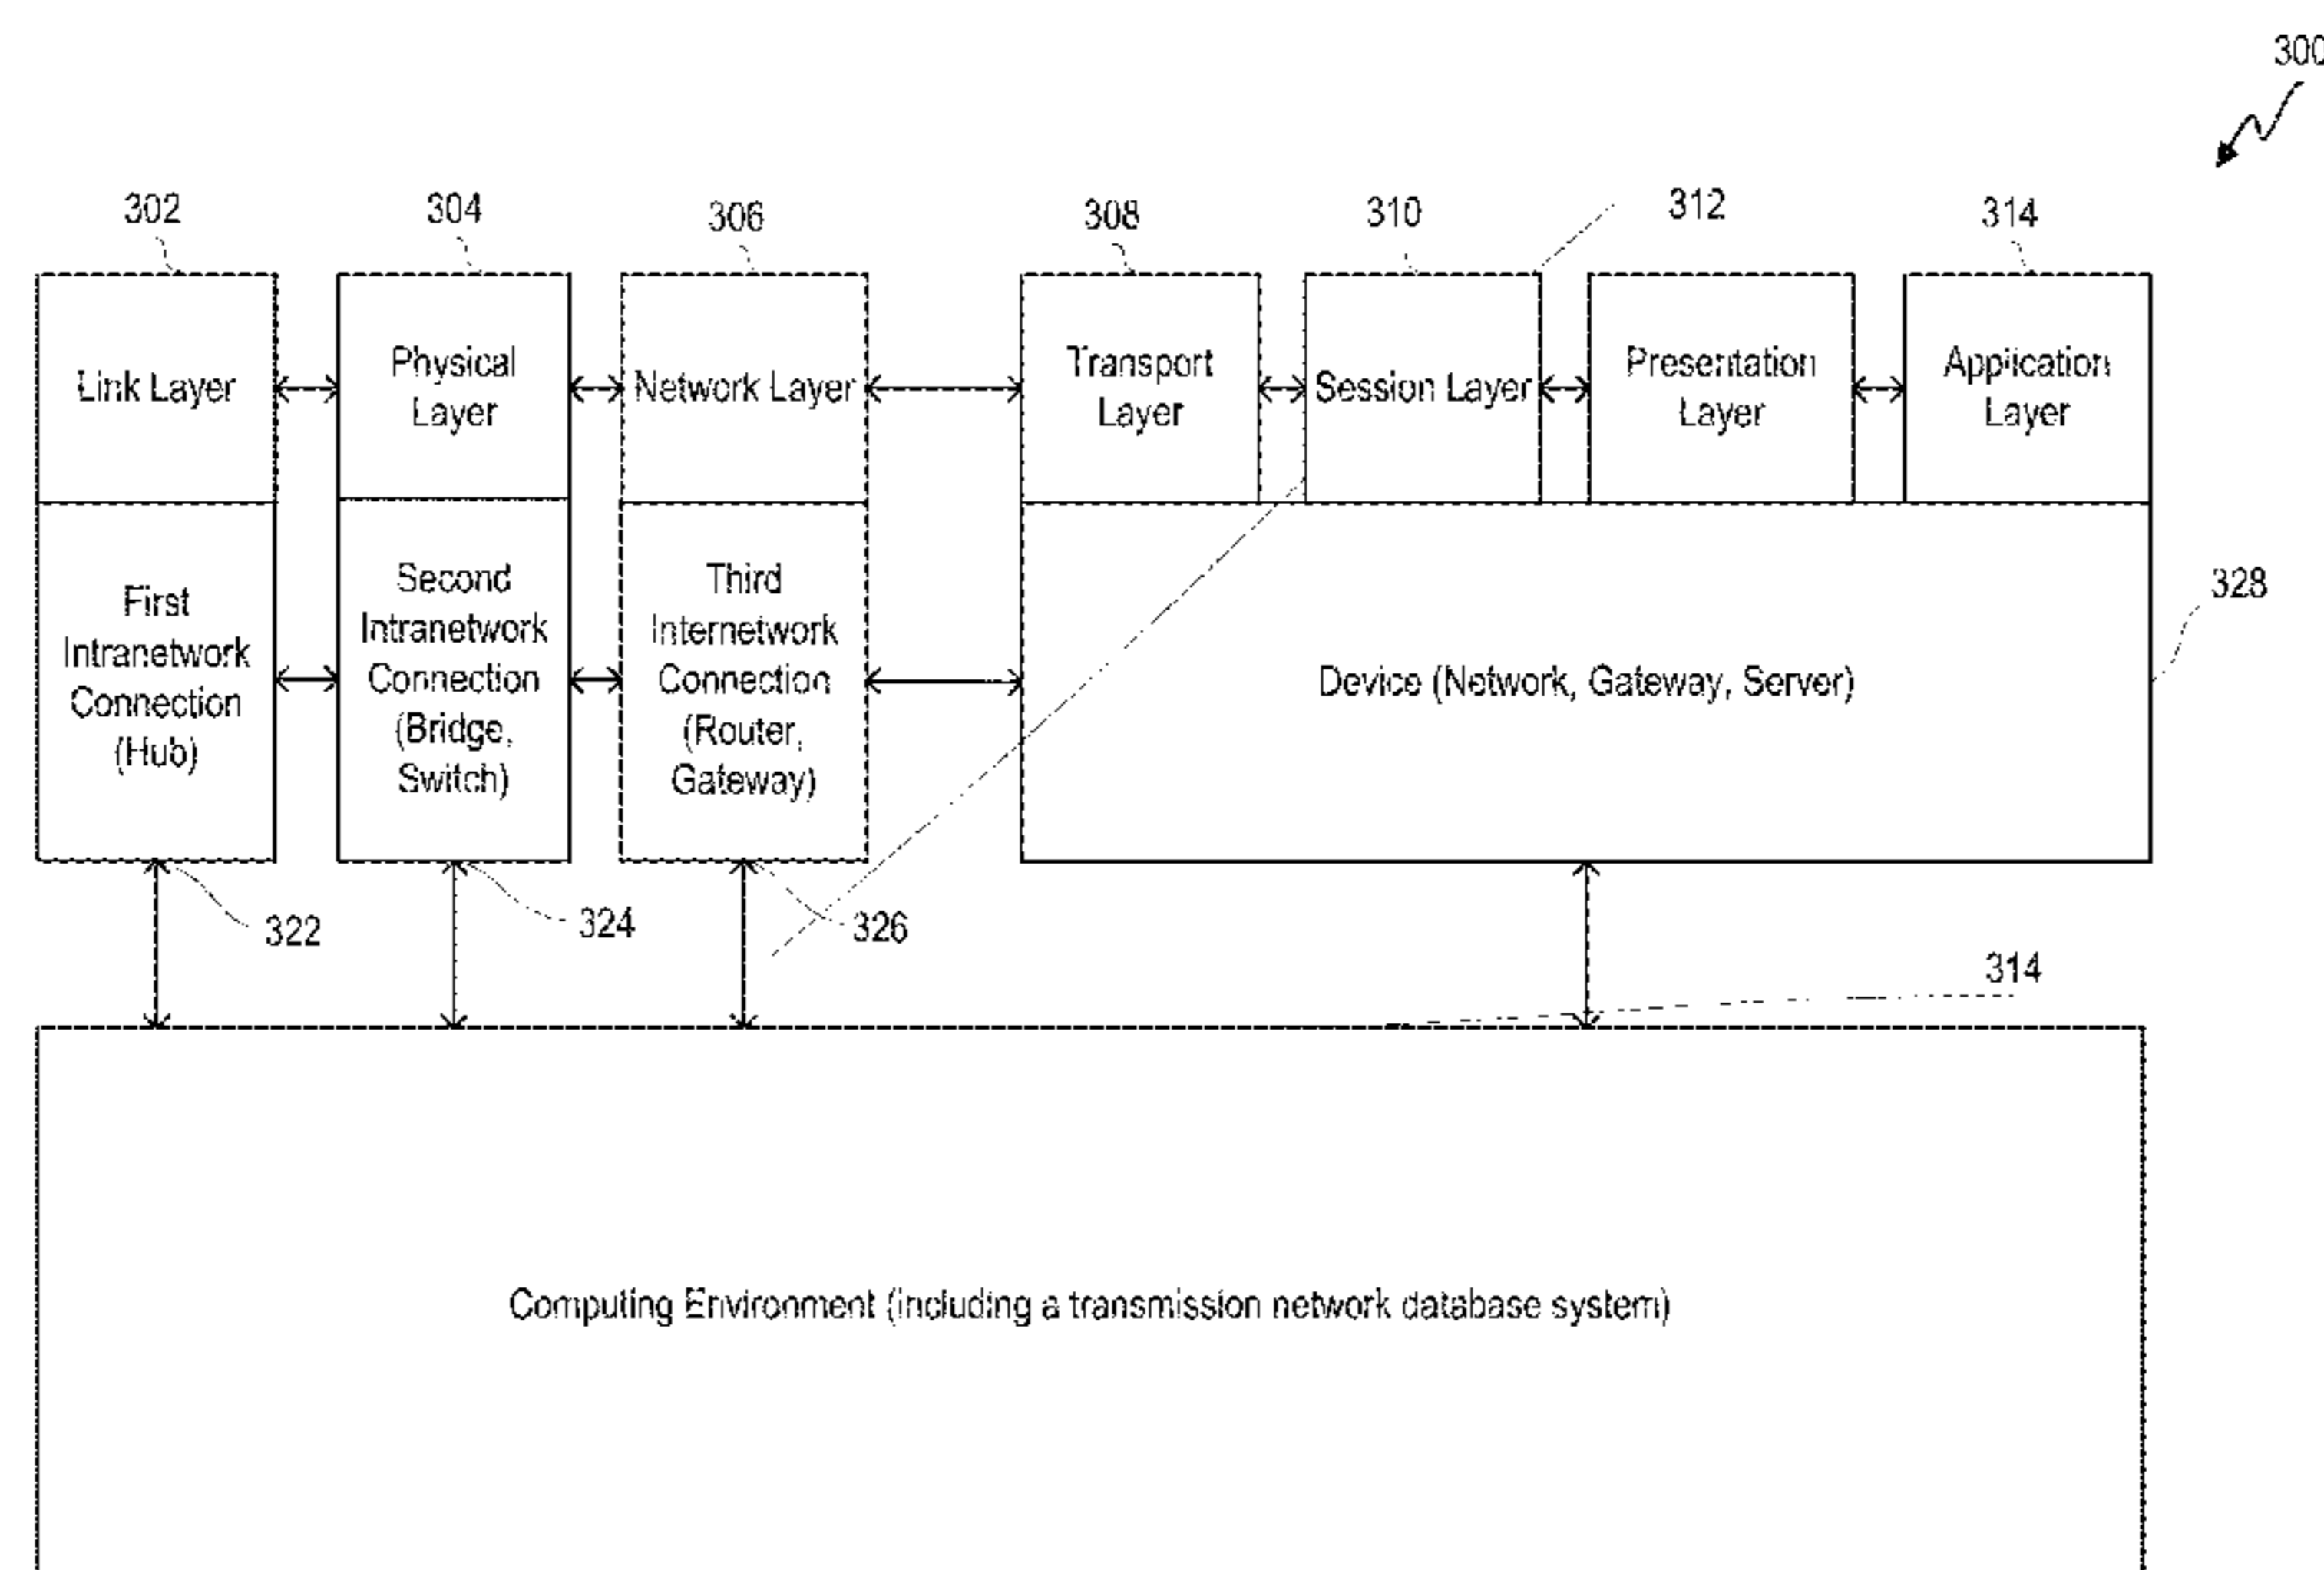 300
302
304
306
308
310
312
314
Link Layer
Physical
Layer
Network Layer
Transport
Layer
Session Layer
Presentation
Layer
Application
Layer
First
Intranetwork
Connection
(Hub)
Second
Intranetwork
Connection
(Bridge,
Switch)
Third
Internetwork
Connection
(Router,
Gateway)
Device (Network, Gateway, Server)
328
322
324
326
314
Computing Environment (including a transmission network database system)